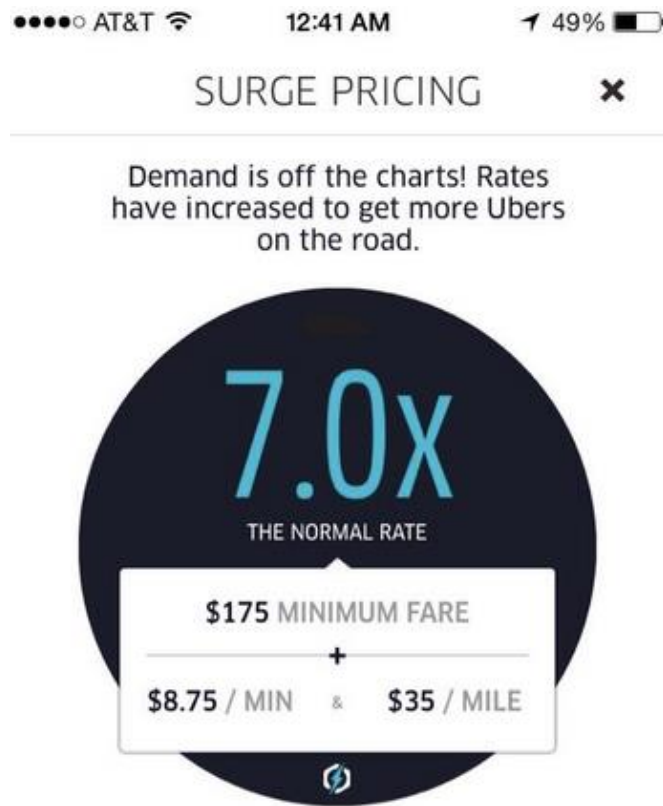 AT&T 12:41 AM 49%
SURGE PRICING
Demand is off the charts! Rates
have increased to get more Ubers
on the road.
7.0x
THE NORMAL RATE
$175 MINIMUM FARE
+
$8.75 / MIN & $35 / MILE